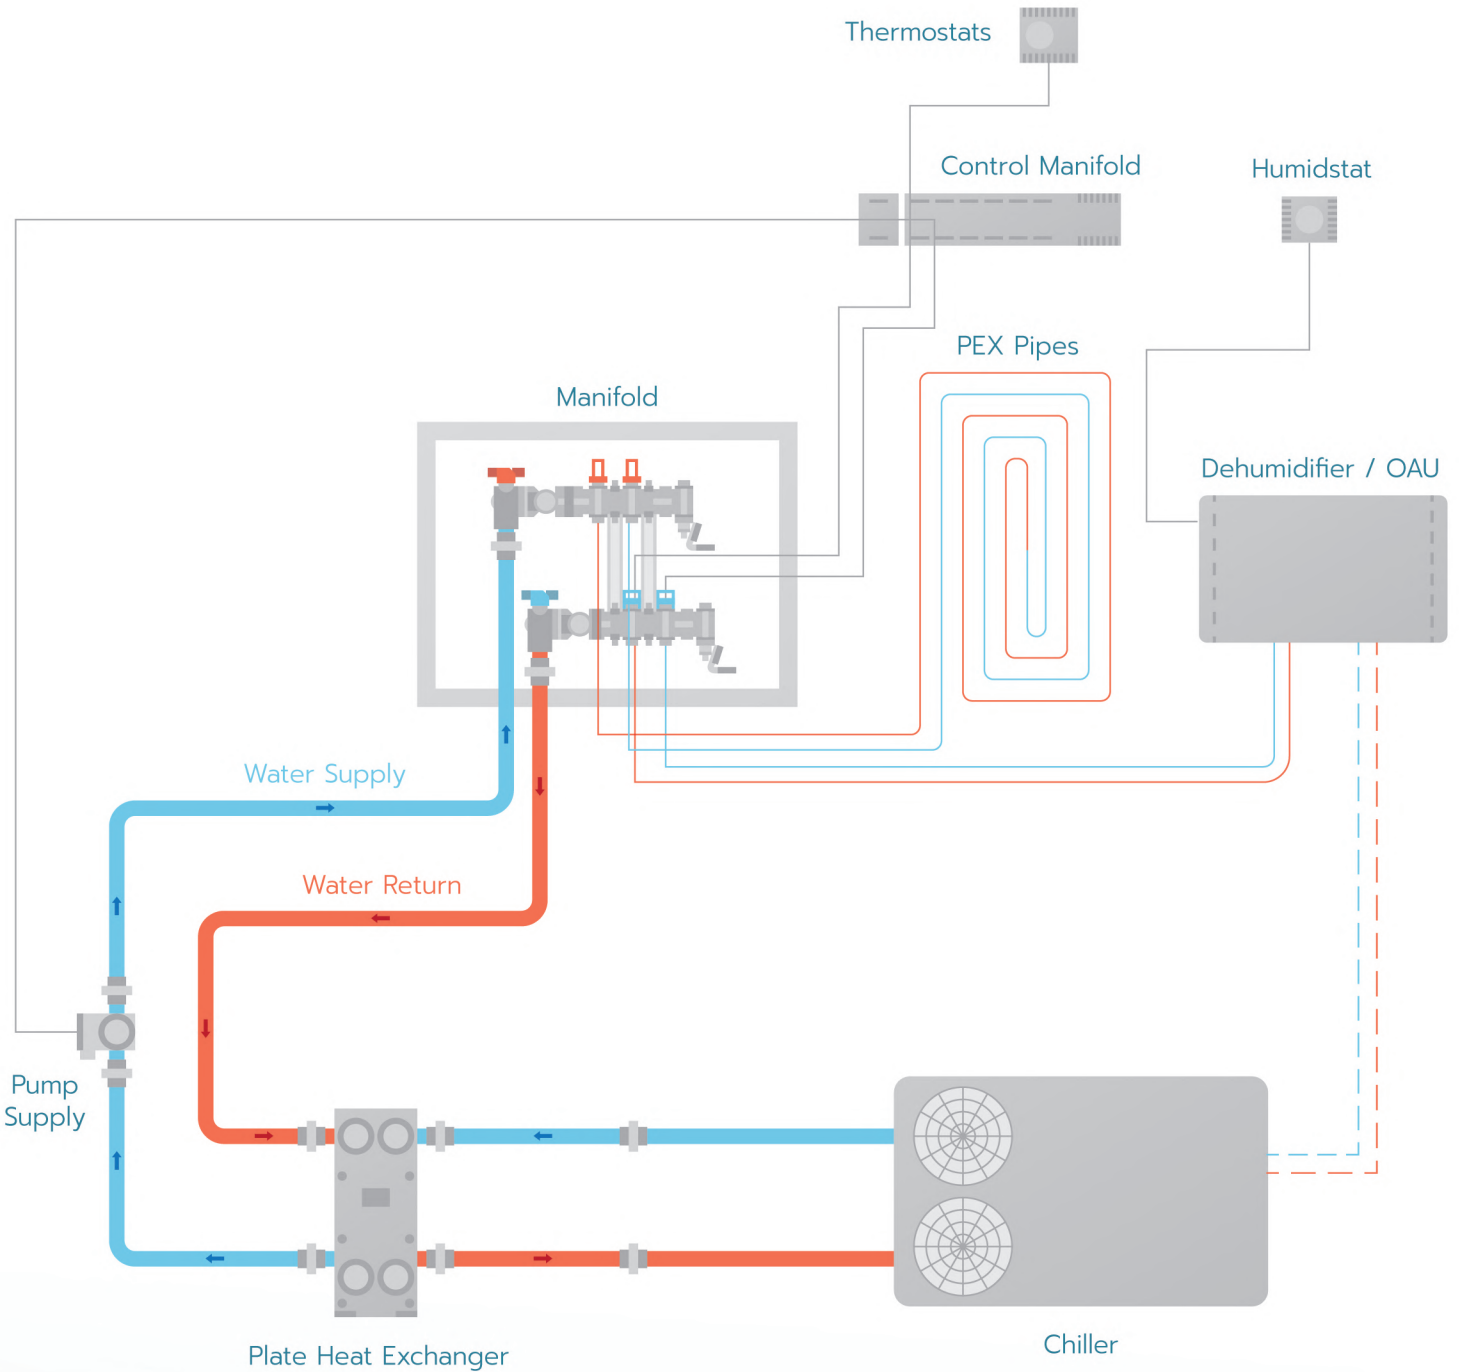 Thermostats
Control Manifold
Humidstat
PEX Pipes
Manifold
Dehumidifier / OAU
Water Supply
Water Return
Pump
Supply
Chiller
Plate Heat Exchanger